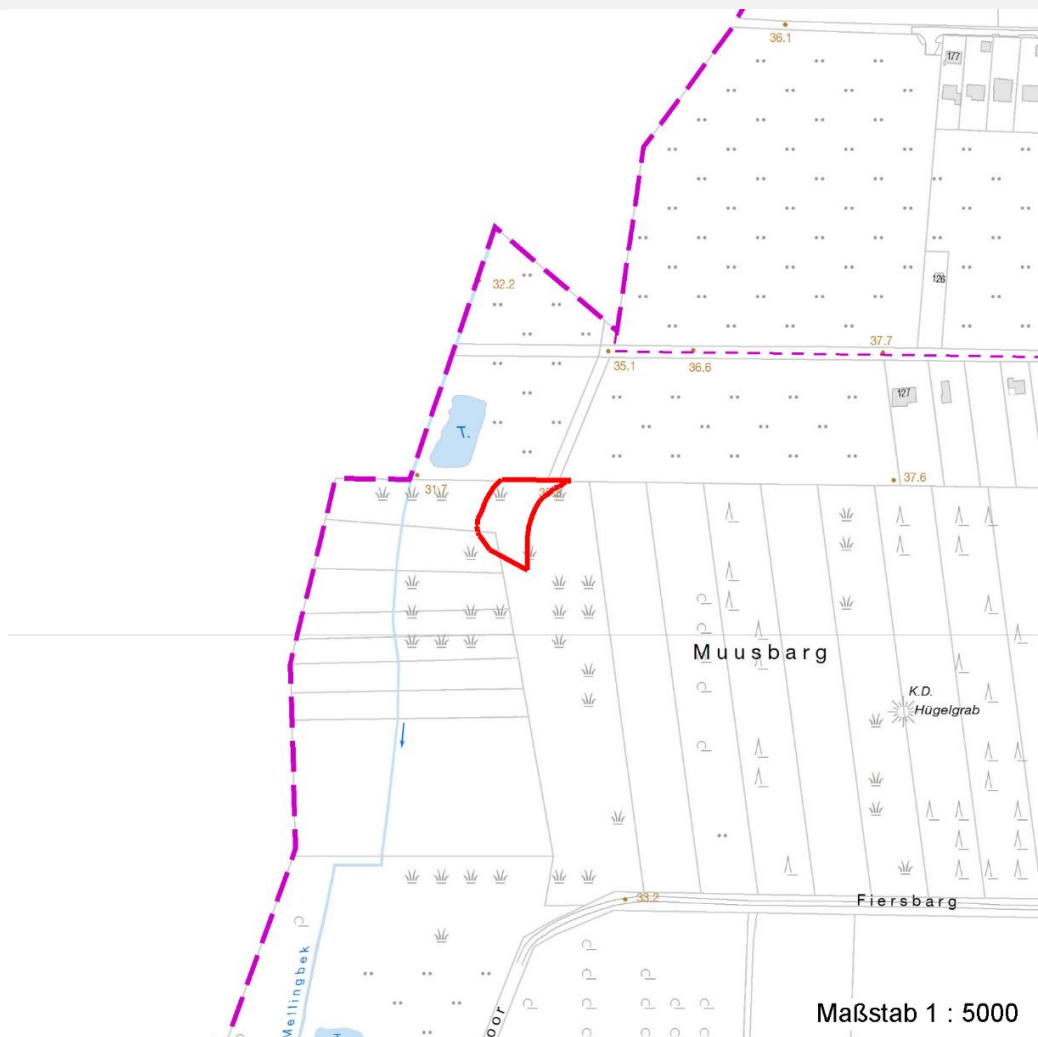 36.1
177
32.2
126
37.7
35.1
36.6
127
T.
31.7
37.6
Muusbarg
K.D.
Hügelgrab
33.2
Fiersbarg
Mellingbek
oor
Maßstab 1 : 5000